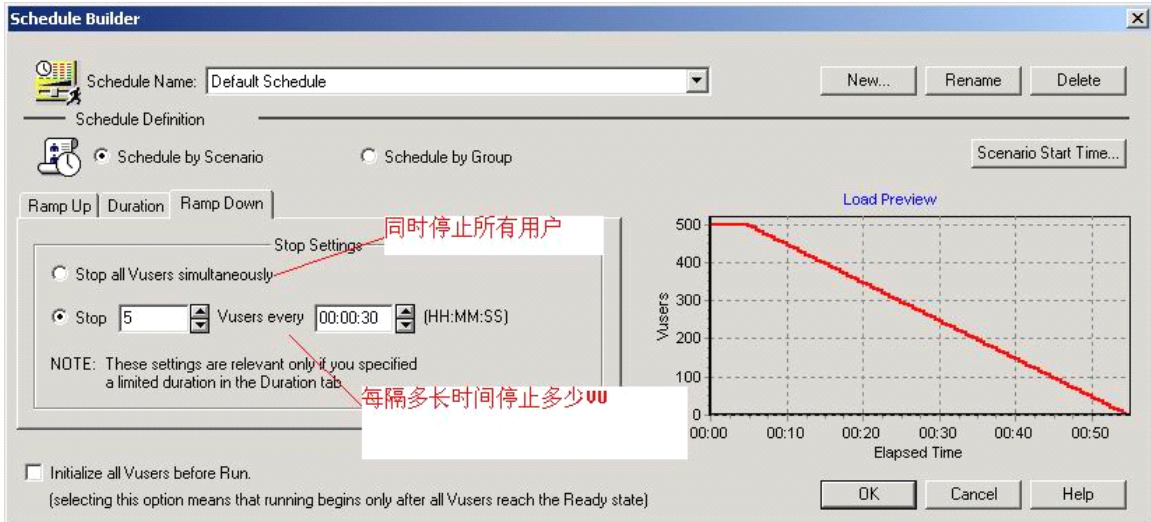 Schedule Builder
Schedule Name: Default Schedule New... Rename Delete
Schedule Definition
Schedule by Scenario Schedule by Group Scenario Start Time...
Ramp Up Duration Ramp Down
同时停止所有用户
Stop Settings
Stop all Vusers simultaneously
Stop 5 Vusers every 00:00:30 (HH:MM:SS)
NOTE: These settings are relevant only if you specified
a limited duration in the Duration tab
每隔多长时间停止多少VU
Load Preview
500
400
300
200
100
0
Vusers
00:00 00:10 00:20 00:30 00:40 00:50
Elapsed Time
Initialize all Vusers before Run.
(selecting this option means that running begins only after all Vusers reach the Ready state)
OK Cancel Help